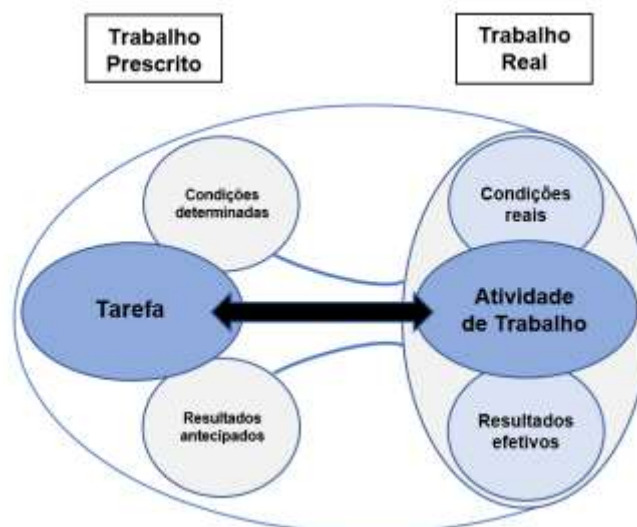 Trabalho
Prescrito
Trabalho
Real
Condições
determinadas
Condições
reais
Tarefa
Atividade
de Trabalho
Resultados
antecipados
Resultados
efetivos